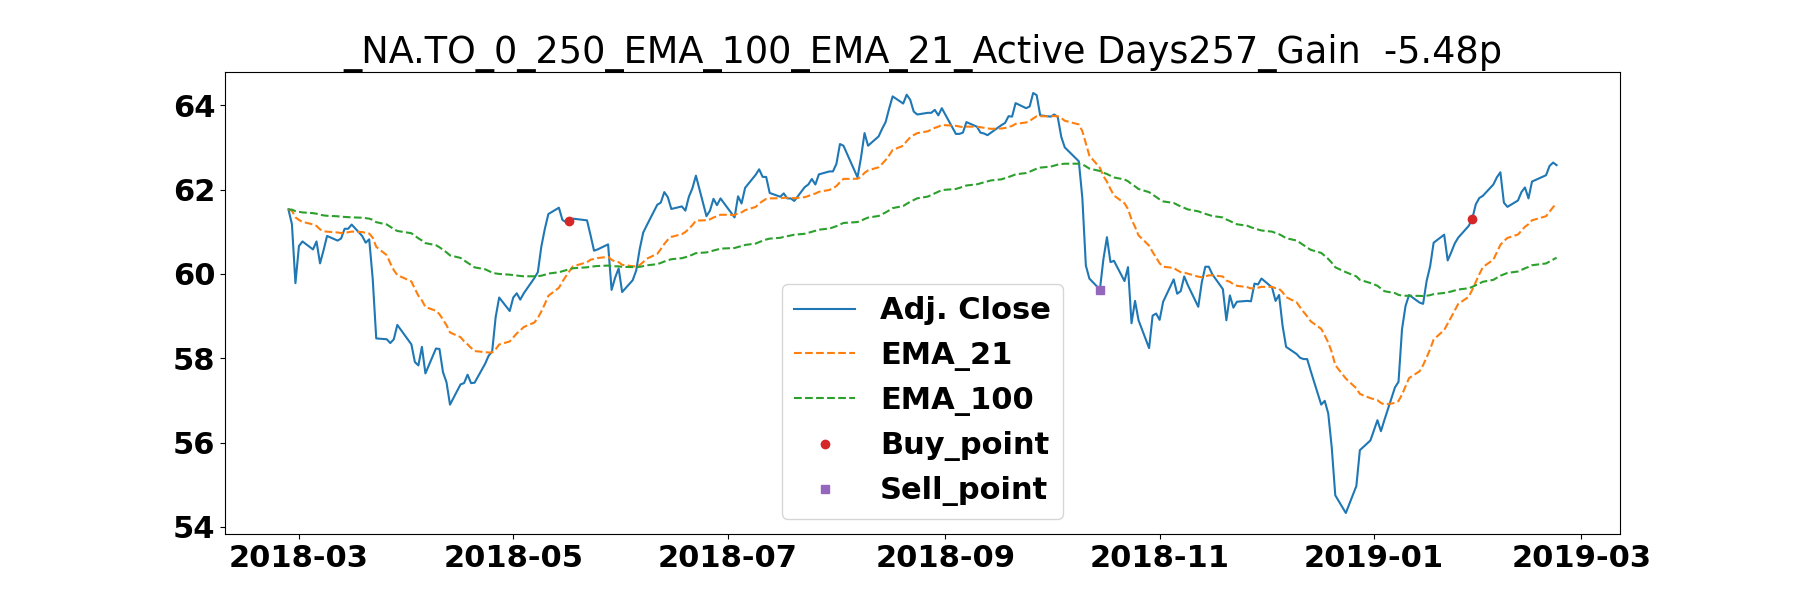 _NA.TO_0_250_EMA_100_EMA_21_Active Days257_Gain  -5.48p
64
62
60
58
56
54
Adj. Close
EMA_21
EMA_100
Buy_point
Sell_point
2018-03 2018-05 2018-07 2018-09 2018-11 2019-01 2019-03